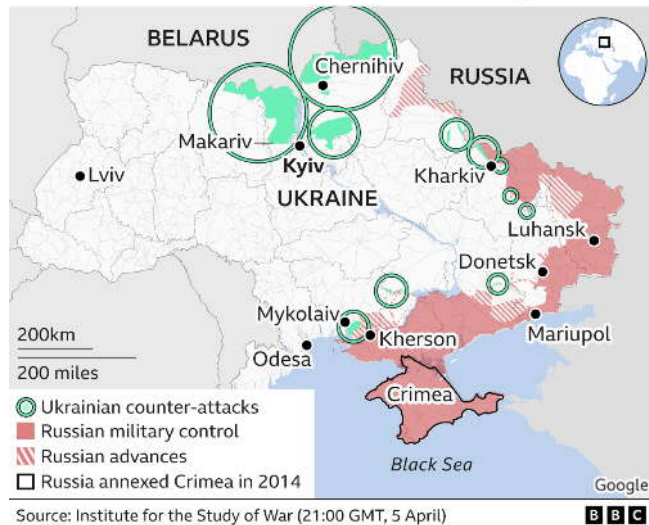 BELARUS
Chernihiv
RUSSIA
Makariv
Kyiv
Lviv
Kharkiv
UKRAINE
Luhansk
Donetsk
Mykolaiv
Kherson
Mariupol
Odesa
Crimea
200km
200 miles
Ukrainian counter-attacks
Russian military control
Russian advances
Russia annexed Crimea in 2014
Black Sea
Google
Source: Institute for the Study of War (21:00 GMT, 5 April)
BBC